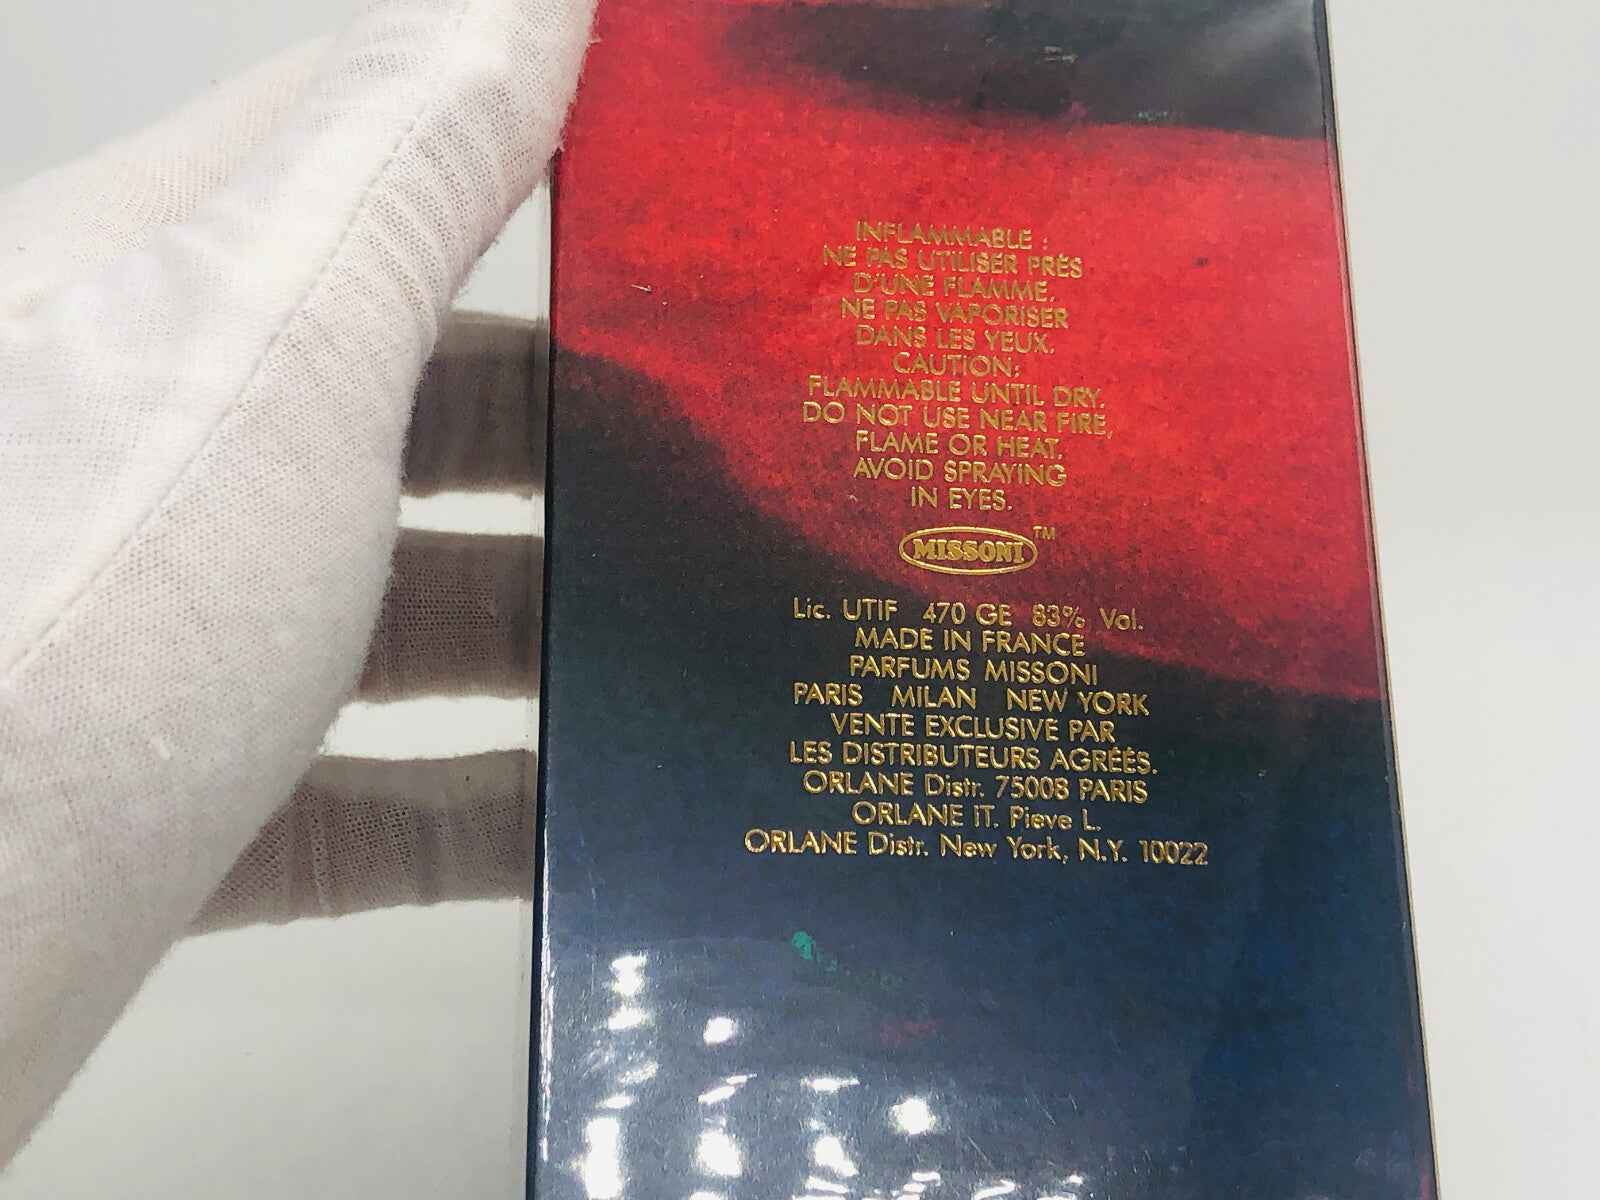 INFLAMMABLE :
NE PAS UTILISER PRÈS
D'UNE FLAMME,
NE PAS VAPORISER
DANS LES YEUX.
CAUTION:
FLAMMABLE UNTIL DRY.
DO NOT USE NEAR FIRE,
FLAME OR HEAT.
AVOID SPRAYING
IN EYES.
MISSONI ™
Lic. UTIF 470 GE 83% Vol.
MADE IN FRANCE
PARFUMS MISSONI
PARIS MILAN NEW YORK
VENTE EXCLUSIVE PAR
LES DISTRIBUTEURS AGRÉÉS.
ORLANE Distr. 75008 PARIS
ORLANE IT. Pieve L.
ORLANE Distr. New York, N.Y. 10022